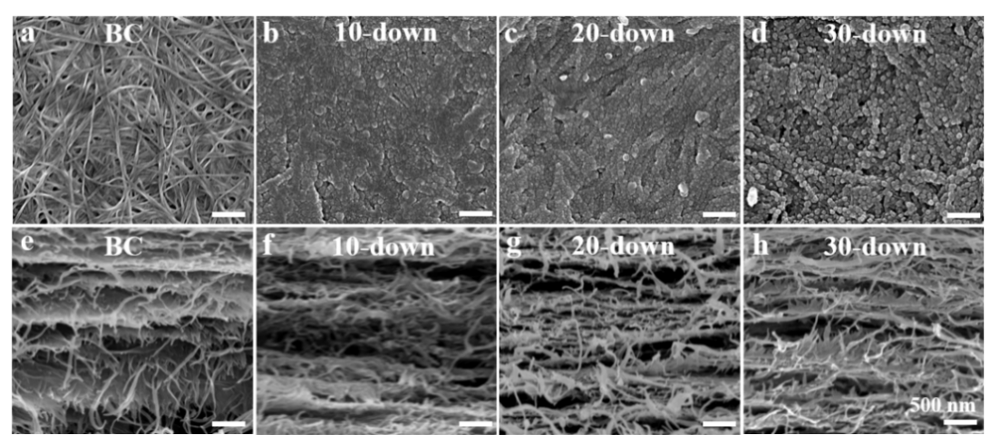 a BC
b 10-down
c 20-down
d 30-down
e BC
f 10-down
g 20-down
h 30-down
500 nm